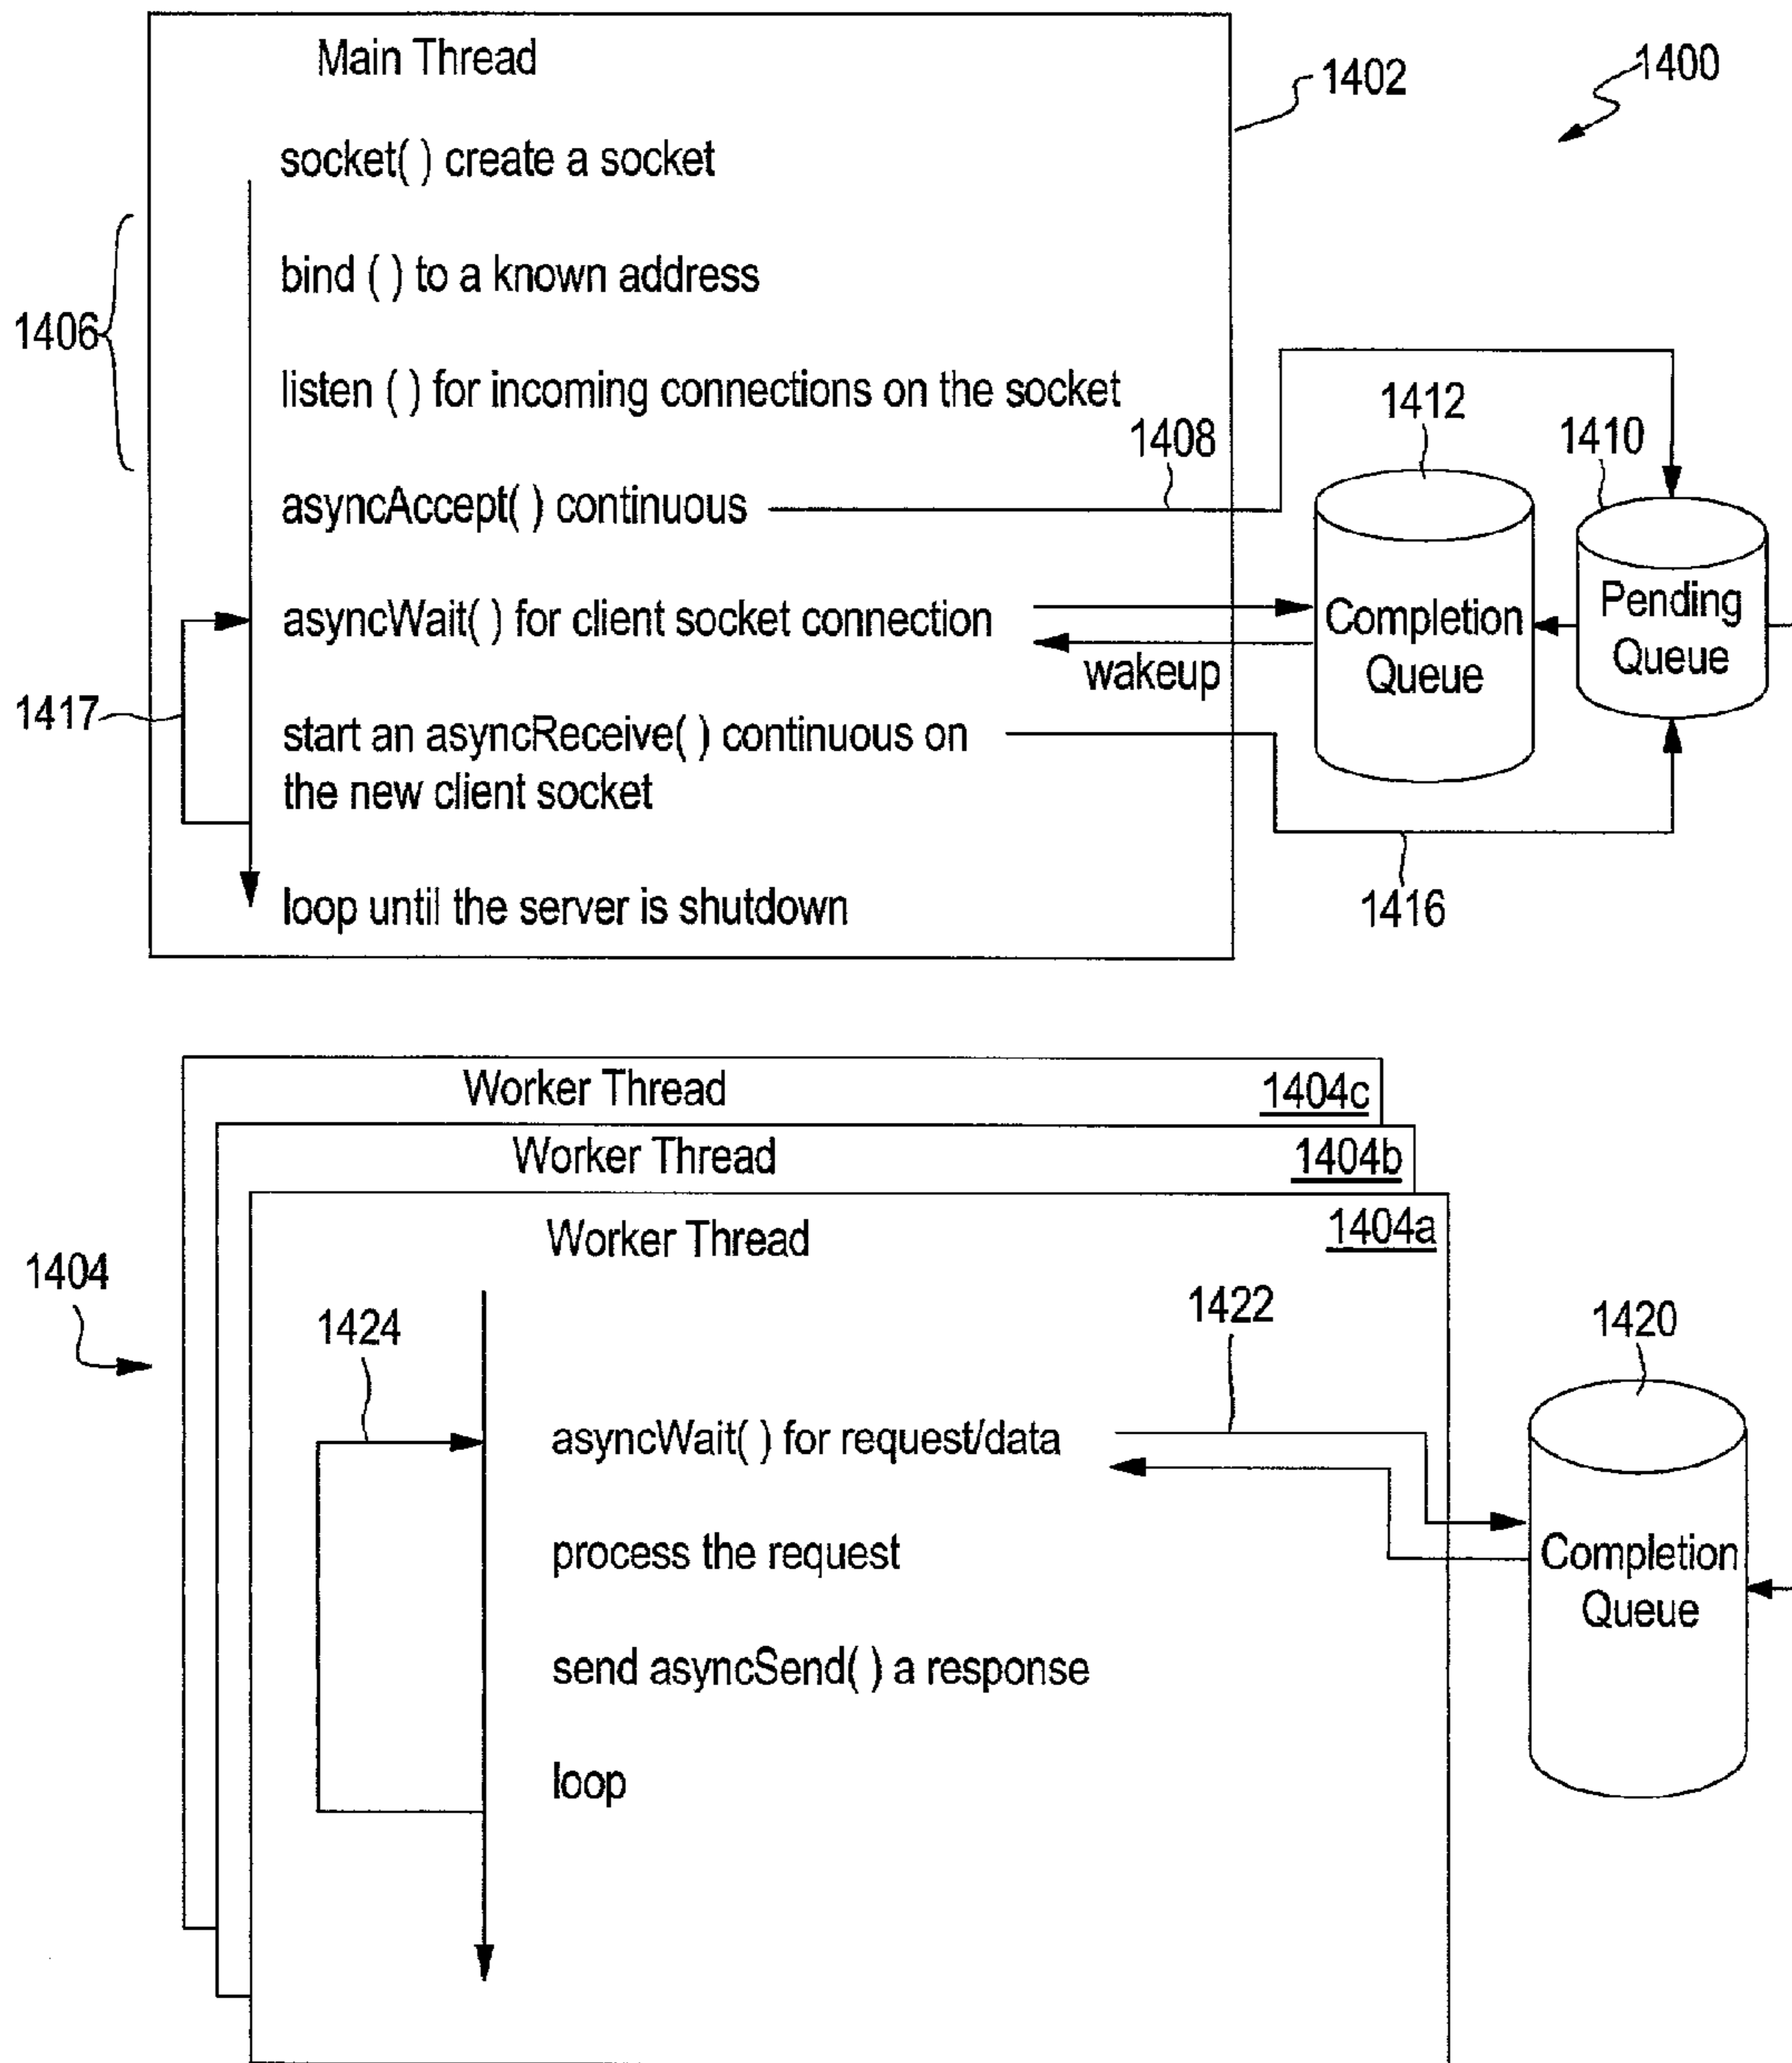 Main Thread
1402
1400
socket( ) create a socket
bind ( ) to a known address
1406
listen ( ) for incoming connections on the socket
1408
1412
1410
asyncAccept( ) continuous
asyncWait( ) for client socket connection
wakeup
Completion
Queue
Pending
Queue
1417
start an asyncReceive( ) continuous on
the new client socket
1416
loop until the server is shutdown
Worker Thread
1404c
Worker Thread
1404b
Worker Thread
1404a
1404
1424
1422
1420
asyncWait( ) for request/data
process the request
Completion
Queue
send asyncSend( ) a response
loop